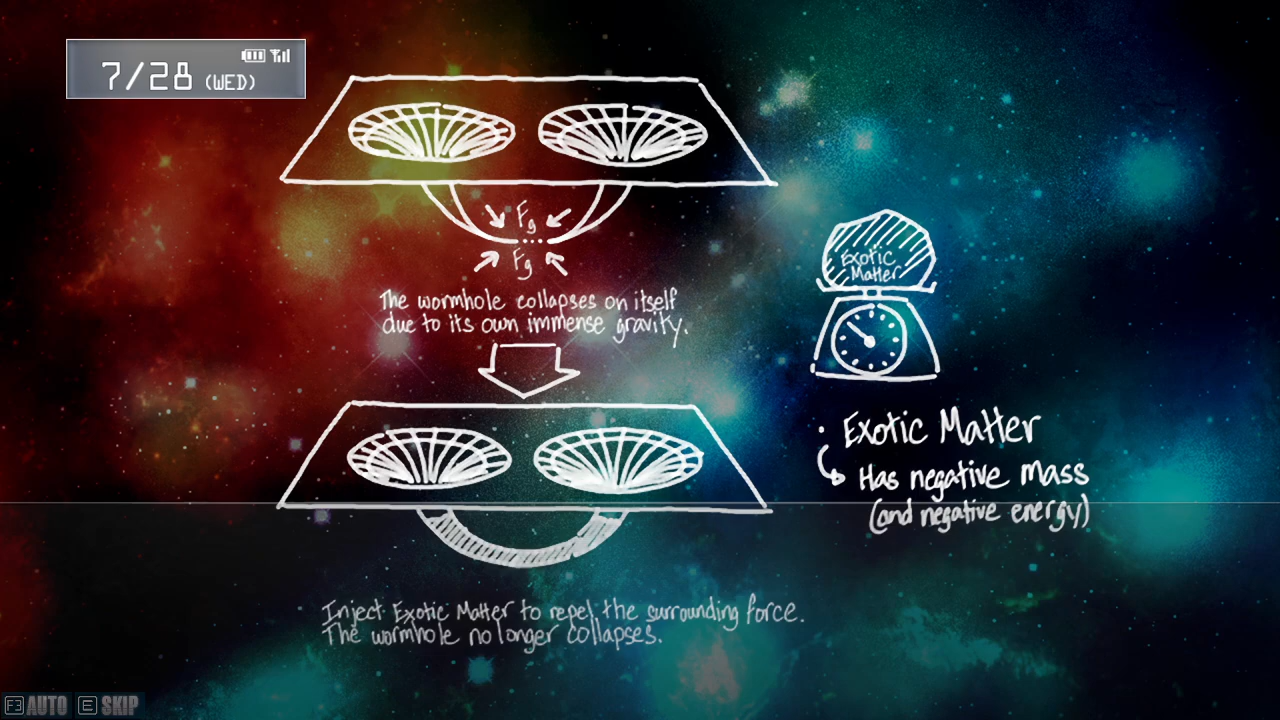 7/28 (WED)
Fg
Fg
The wormhole collapses on itself
due to its own immense gravity.
Exotic
Matter
Exotic Matter
Has negative mass
(and negative energy)
Inject Exotic Matter to repel the surrounding force.
The wormhole no longer collapses.
F3 AUTO E SKIP